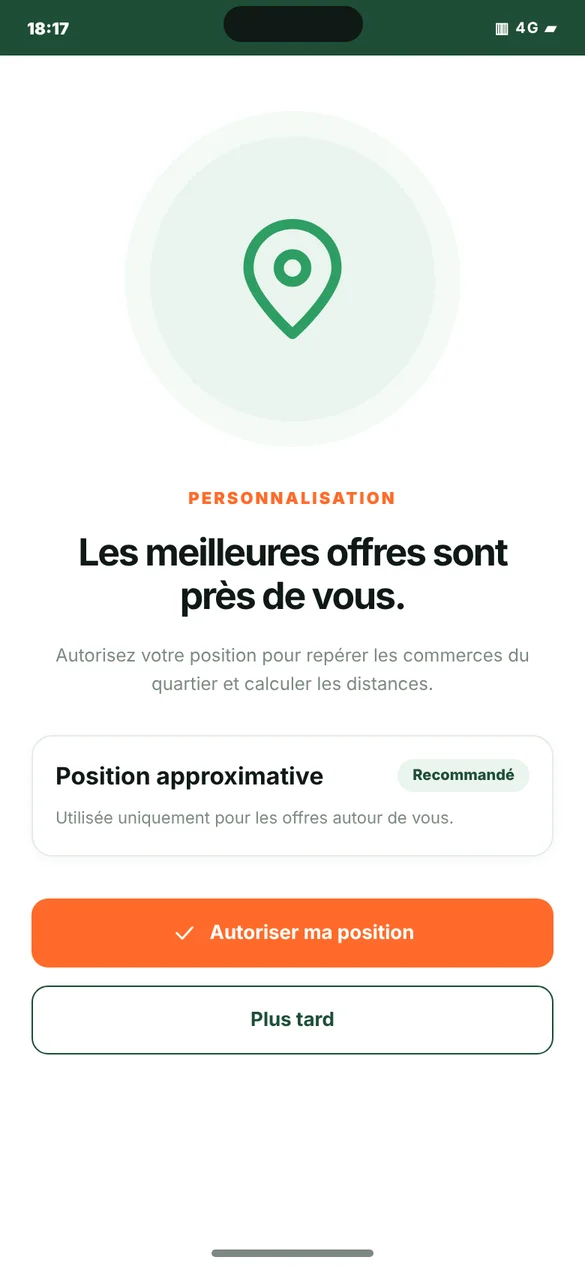 18:17
4G
PERSONNALISATION
Les meilleures offres sont
près de vous.
Autorisez votre position pour repérer les commerces du
quartier et calculer les distances.
Position approximative
Recommandé
Utilisée uniquement pour les offres autour de vous.
Autoriser ma position
Plus tard